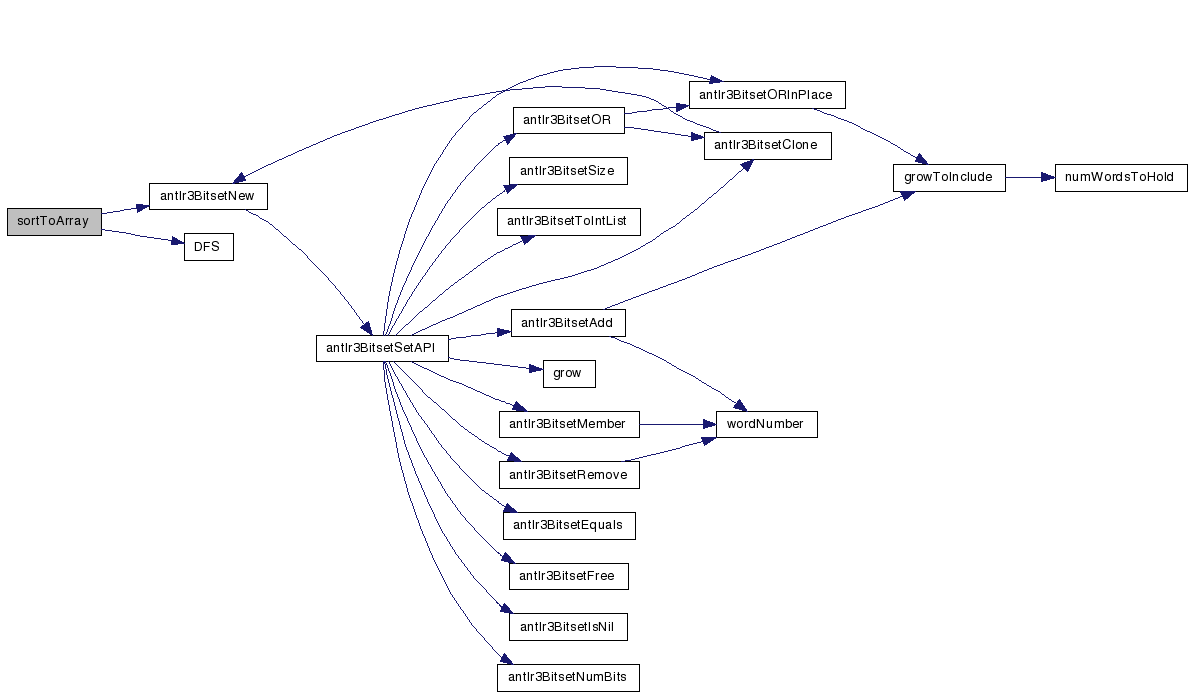 antlr3BitsetORInPlace
antlr3BitsetOR
antlr3BitsetClone
antlr3BitsetSize
growToInclude
numWordsToHold
antlr3BitsetNew
sortToArray
antlr3BitsetToIntList
DFS
antlr3BitsetAdd
antlr3BitsetSetAPI
grow
antlr3BitsetMember
wordNumber
antlr3BitsetRemove
antlr3BitsetEquals
antlr3BitsetFree
antlr3BitsetIsNil
antlr3BitsetNumBits